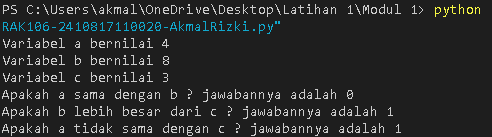 PS C:\Users\akmal\OneDrive\Desktop\Latihan 1\Modul 1> python
RAK106-2410817110020-AkmalRizki.py"
Variabel a bernilai 4
Variabel b bernilai 8
Variabel c bernilai 3
Apakah a sama dengan b ? jawabannya adalah 0
Apakah b lebih besar dari c ? jawabannya adalah 1
Apakah a tidak sama dengan c ? jawabannya adalah 1